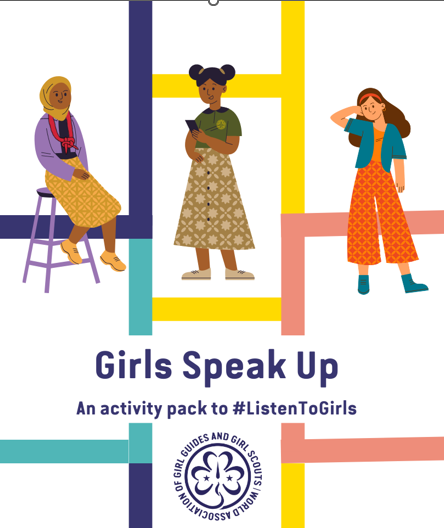 Girls Speak Up
An activity pack to #ListenToGirls
WORLD ASSOCIATION OF GIRL GUIDES AND GIRL SCOUTS